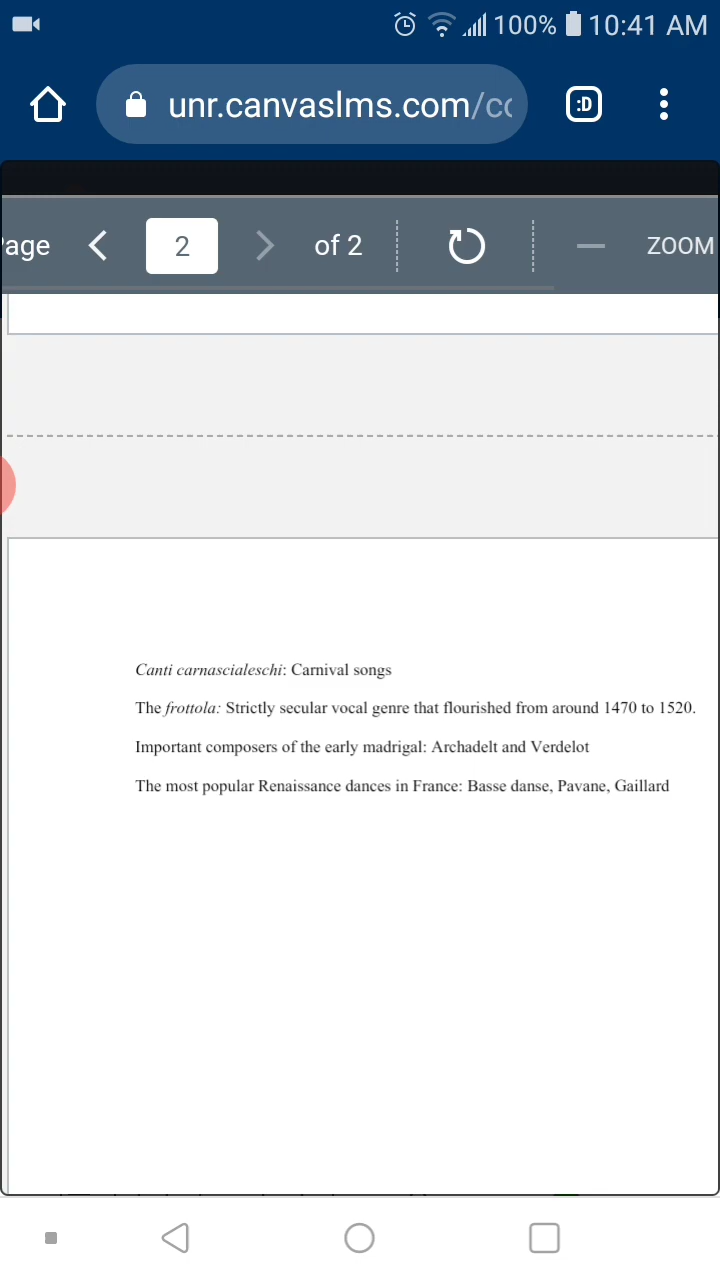 100% 10:41 AM
unr.canvaslms.com/cc :D
age 2 of 2 ZOOM
Canti carnascialeschi: Carnival songs
The frottola: Strictly secular vocal genre that flourished from around 1470 to 1520.
Important composers of the early madrigal: Archadelt and Verdelot
The most popular Renaissance dances in France: Basse danse, Pavane, Gaillard